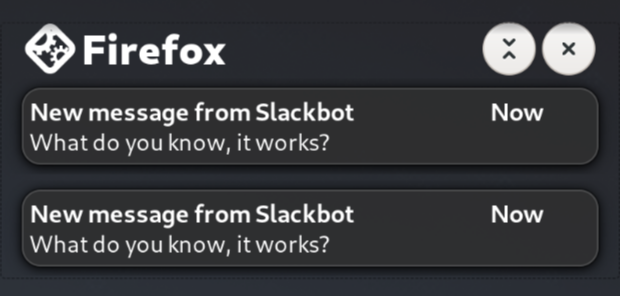 Firefox
New message from Slackbot Now
What do you know, it works?
New message from Slackbot Now
What do you know, it works?